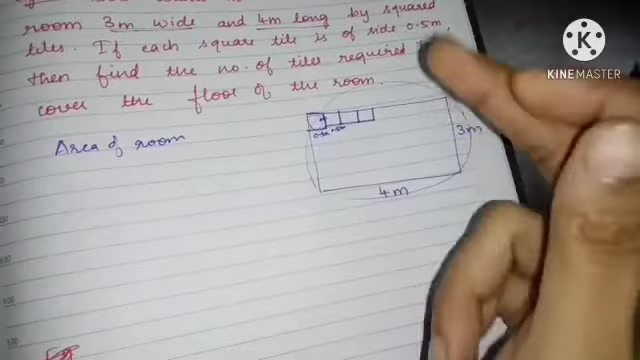 room 3m wide and 4m long by squared
tiles. If each square tile is of side 0.5m,
then find the no. of tiles required
cover the floor of the room.
Area of room
3m
4m
KINEMASTER